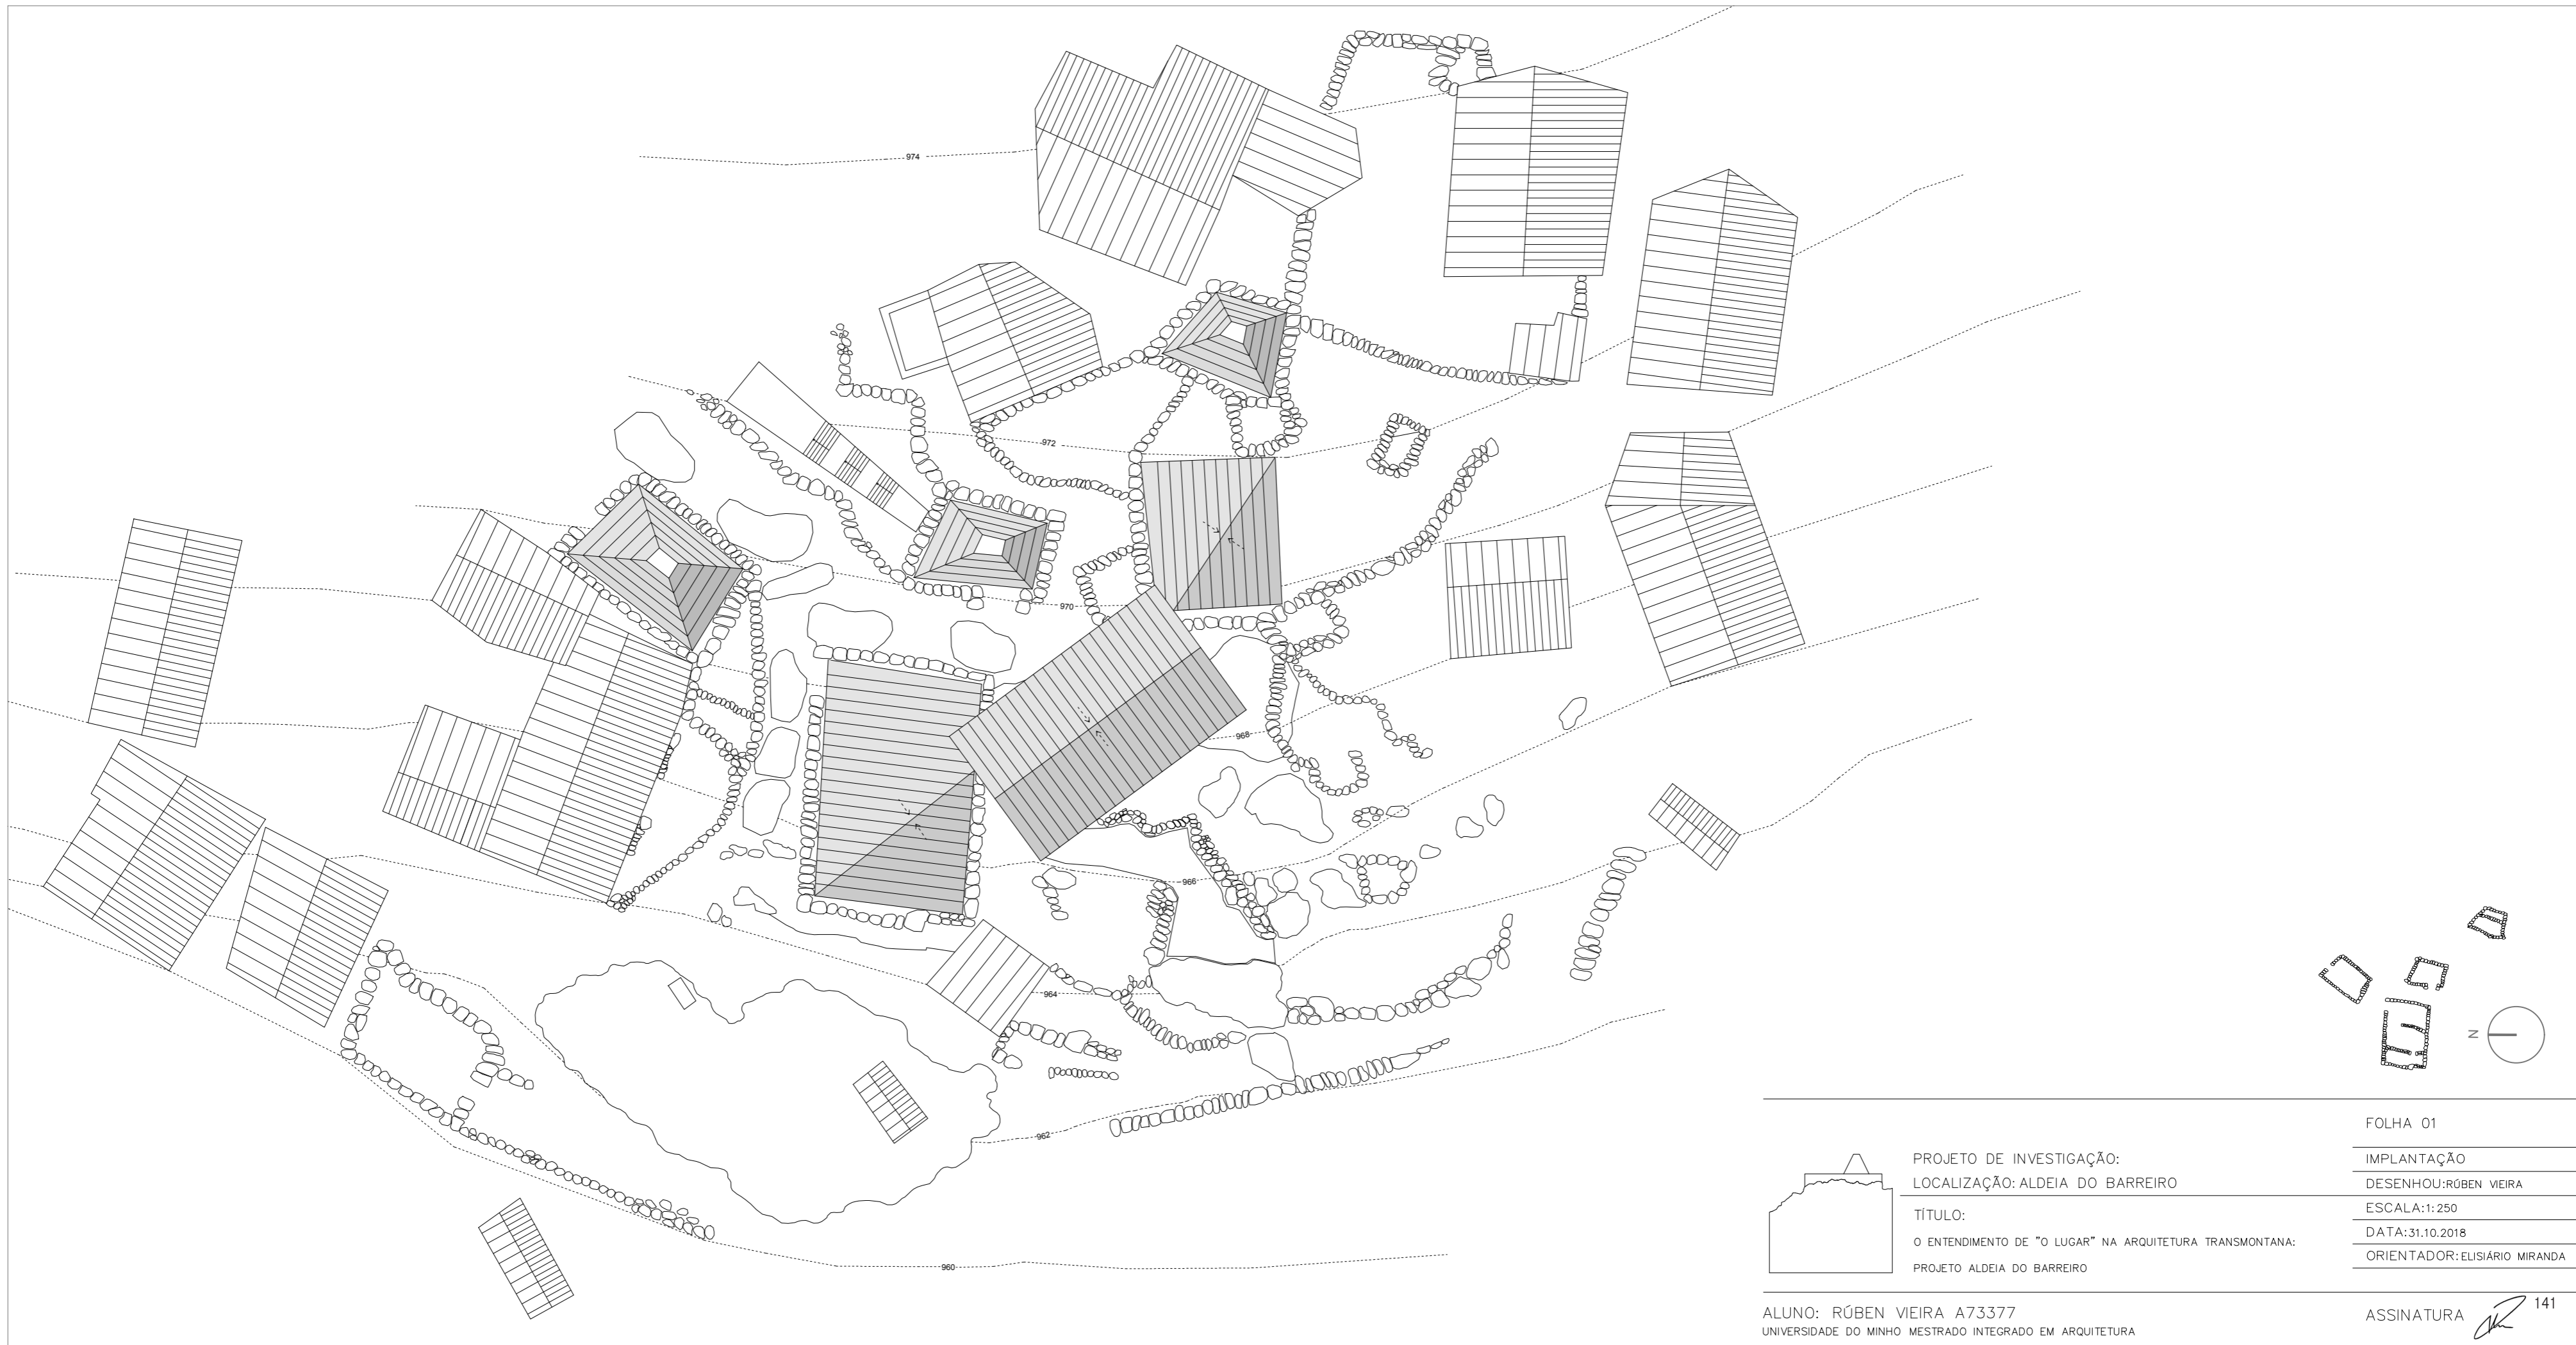 974
972
970
968
966
964
962
960
N
FOLHA 01
PROJETO DE INVESTIGAÇÃO:
LOCALIZAÇÃO: ALDEIA DO BARREIRO
TÍTULO:
O ENTENDIMENTO DE "O LUGAR" NA ARQUITETURA TRANSMONTANA:
PROJETO ALDEIA DO BARREIRO
IMPLANTAÇÃO
DESENHOU:RÚBEN VIEIRA
ESCALA:1:250
DATA:31.10.2018
ORIENTADOR: ELISIÁRIO MIRANDA
ALUNO: RÚBEN VIEIRA A73377
UNIVERSIDADE DO MINHO MESTRADO INTEGRADO EM ARQUITETURA
ASSINATURA
141